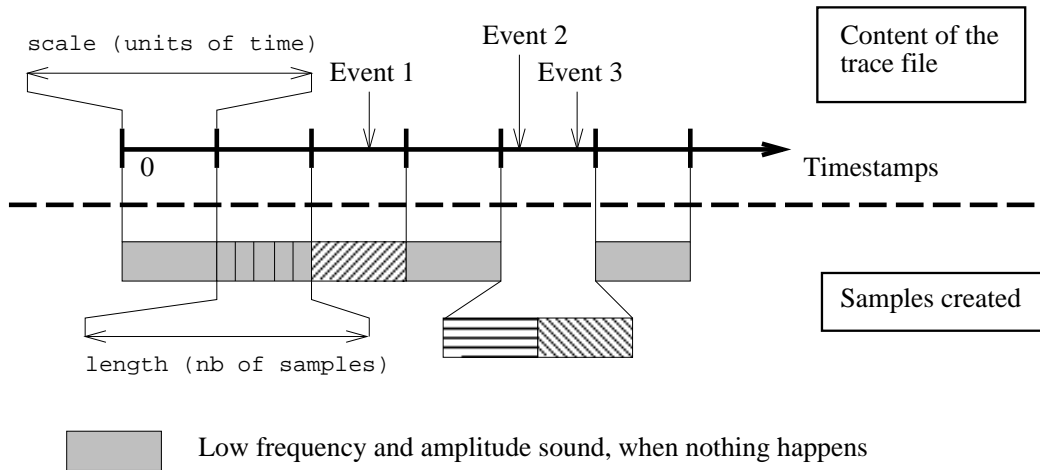 scale (units of time)
Event 1
Event 2
Event 3
Content of the
trace file
0
Timestamps
Samples created
length (nb of samples)
Low frequency and amplitude sound, when nothing happens